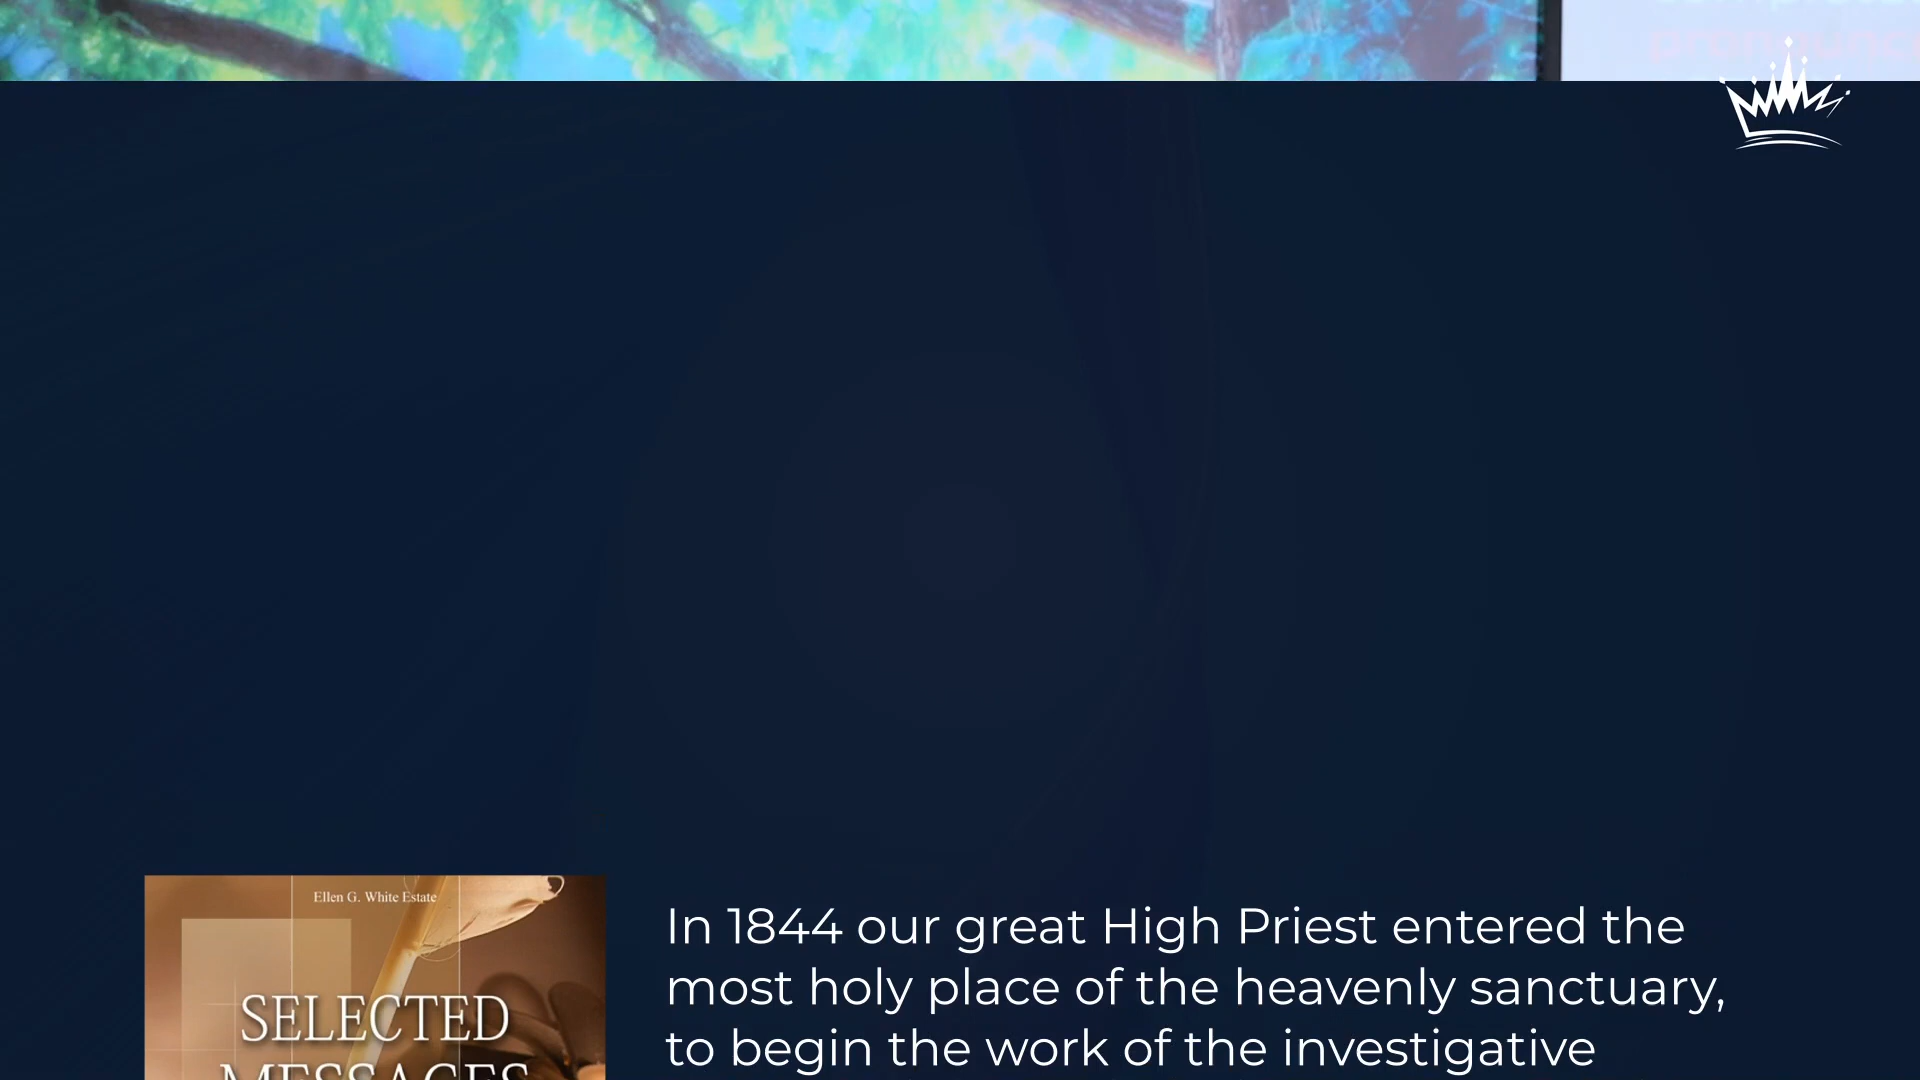 Ellen G. White Estate
SELECTED
MESSAGES
In 1844 our great High Priest entered the
most holy place of the heavenly sanctuary,
to begin the work of the investigative